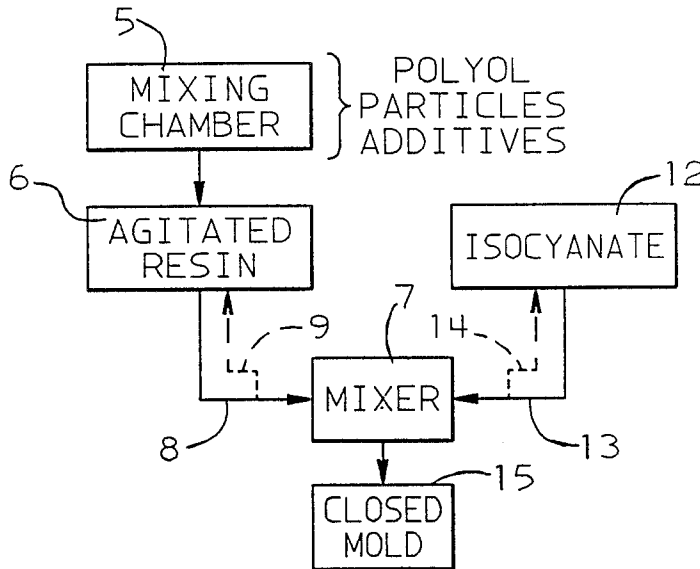 5
MIXING
CHAMBER
POLYOL
PARTICLES
ADDITIVES
6
AGITATED
RESIN
12
ISOCYANATE
9
7
14
MIXER
8
13
15
CLOSED
MOLD